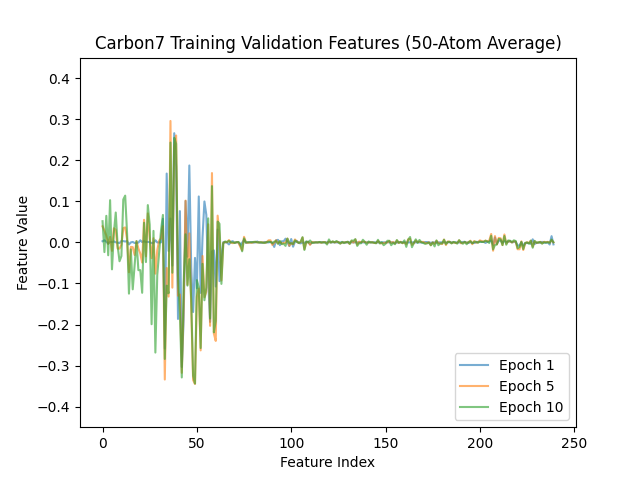 Carbon7 Training Validation Features (50-Atom Average)
Feature Value
0.4
0.3
0.2
0.1
0.0
−0.1
−0.2
−0.3
−0.4
Epoch 1
Epoch 5
Epoch 10
0 50 100 150 200 250
Feature Index